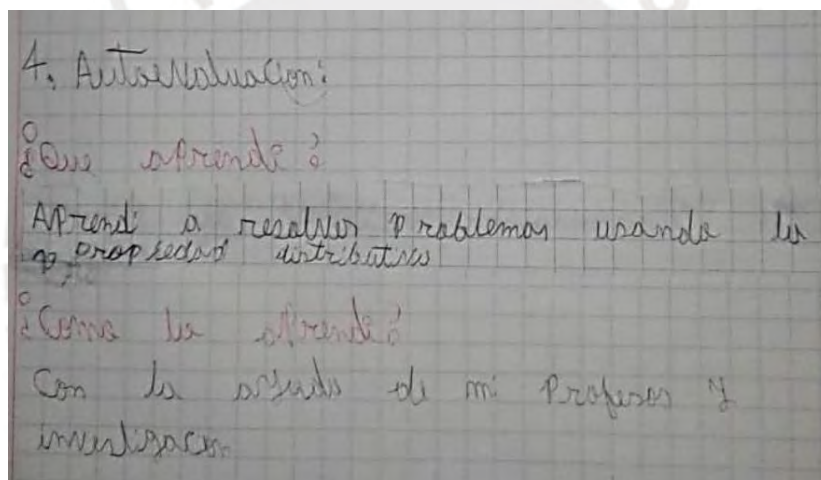 4. Autoevaluacion:
¿Que aprendi?
Aprendi a resolver problemas usando la
propiedad distributiva
¿Como lo aprendi?
Con la ayuda de mi Profesor y
investigacion